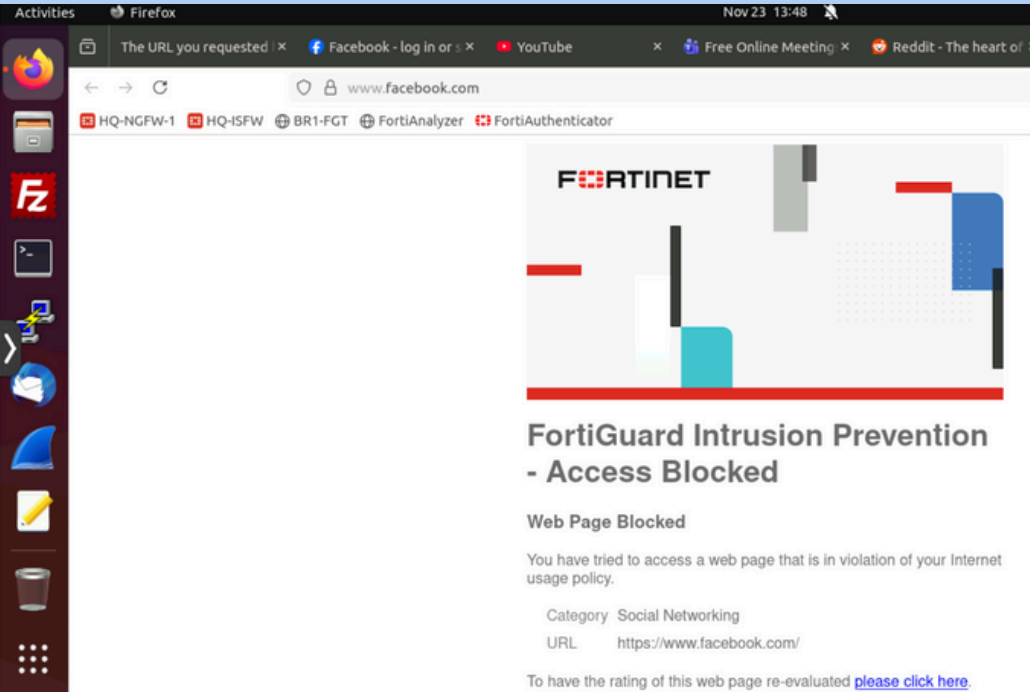 Activities Firefox Nov 23 13:48
The URL you requested Facebook - log in or s YouTube Free Online Meeting Reddit - The heart of
www.facebook.com
HQ-NGFW-1 HQ-ISFW BR1-FGT FortiAnalyzer FortiAuthenticator
FORTINET
FortiGuard Intrusion Prevention
- Access Blocked
Web Page Blocked
You have tried to access a web page that is in violation of your Internet
usage policy.
Category Social Networking
URL https://www.facebook.com/
To have the rating of this web page re-evaluated please click here.